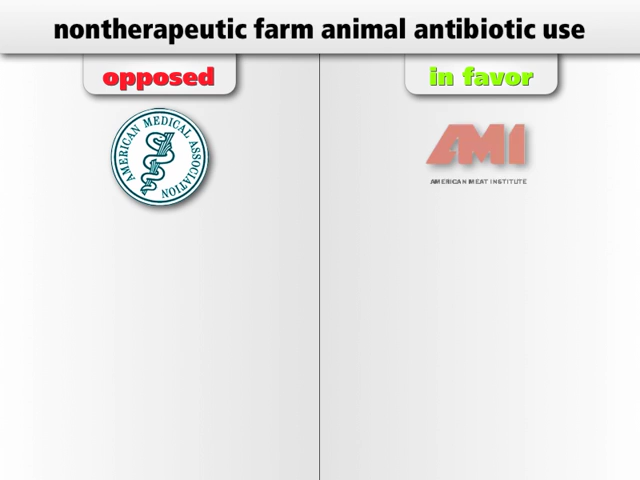 nontherapeutic farm animal antibiotic use
opposed
in favor
AMERICAN MEDICAL ASSOCIATION
AMI
AMERICAN MEAT INSTITUTE